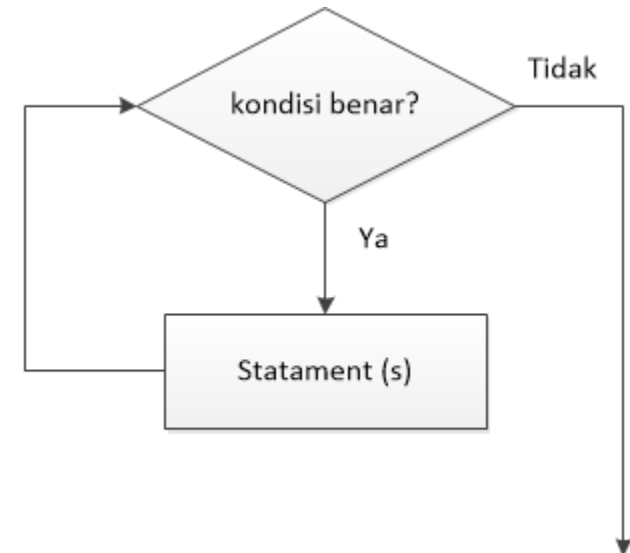 Tidak
kondisi benar?
Ya
Statament (s)